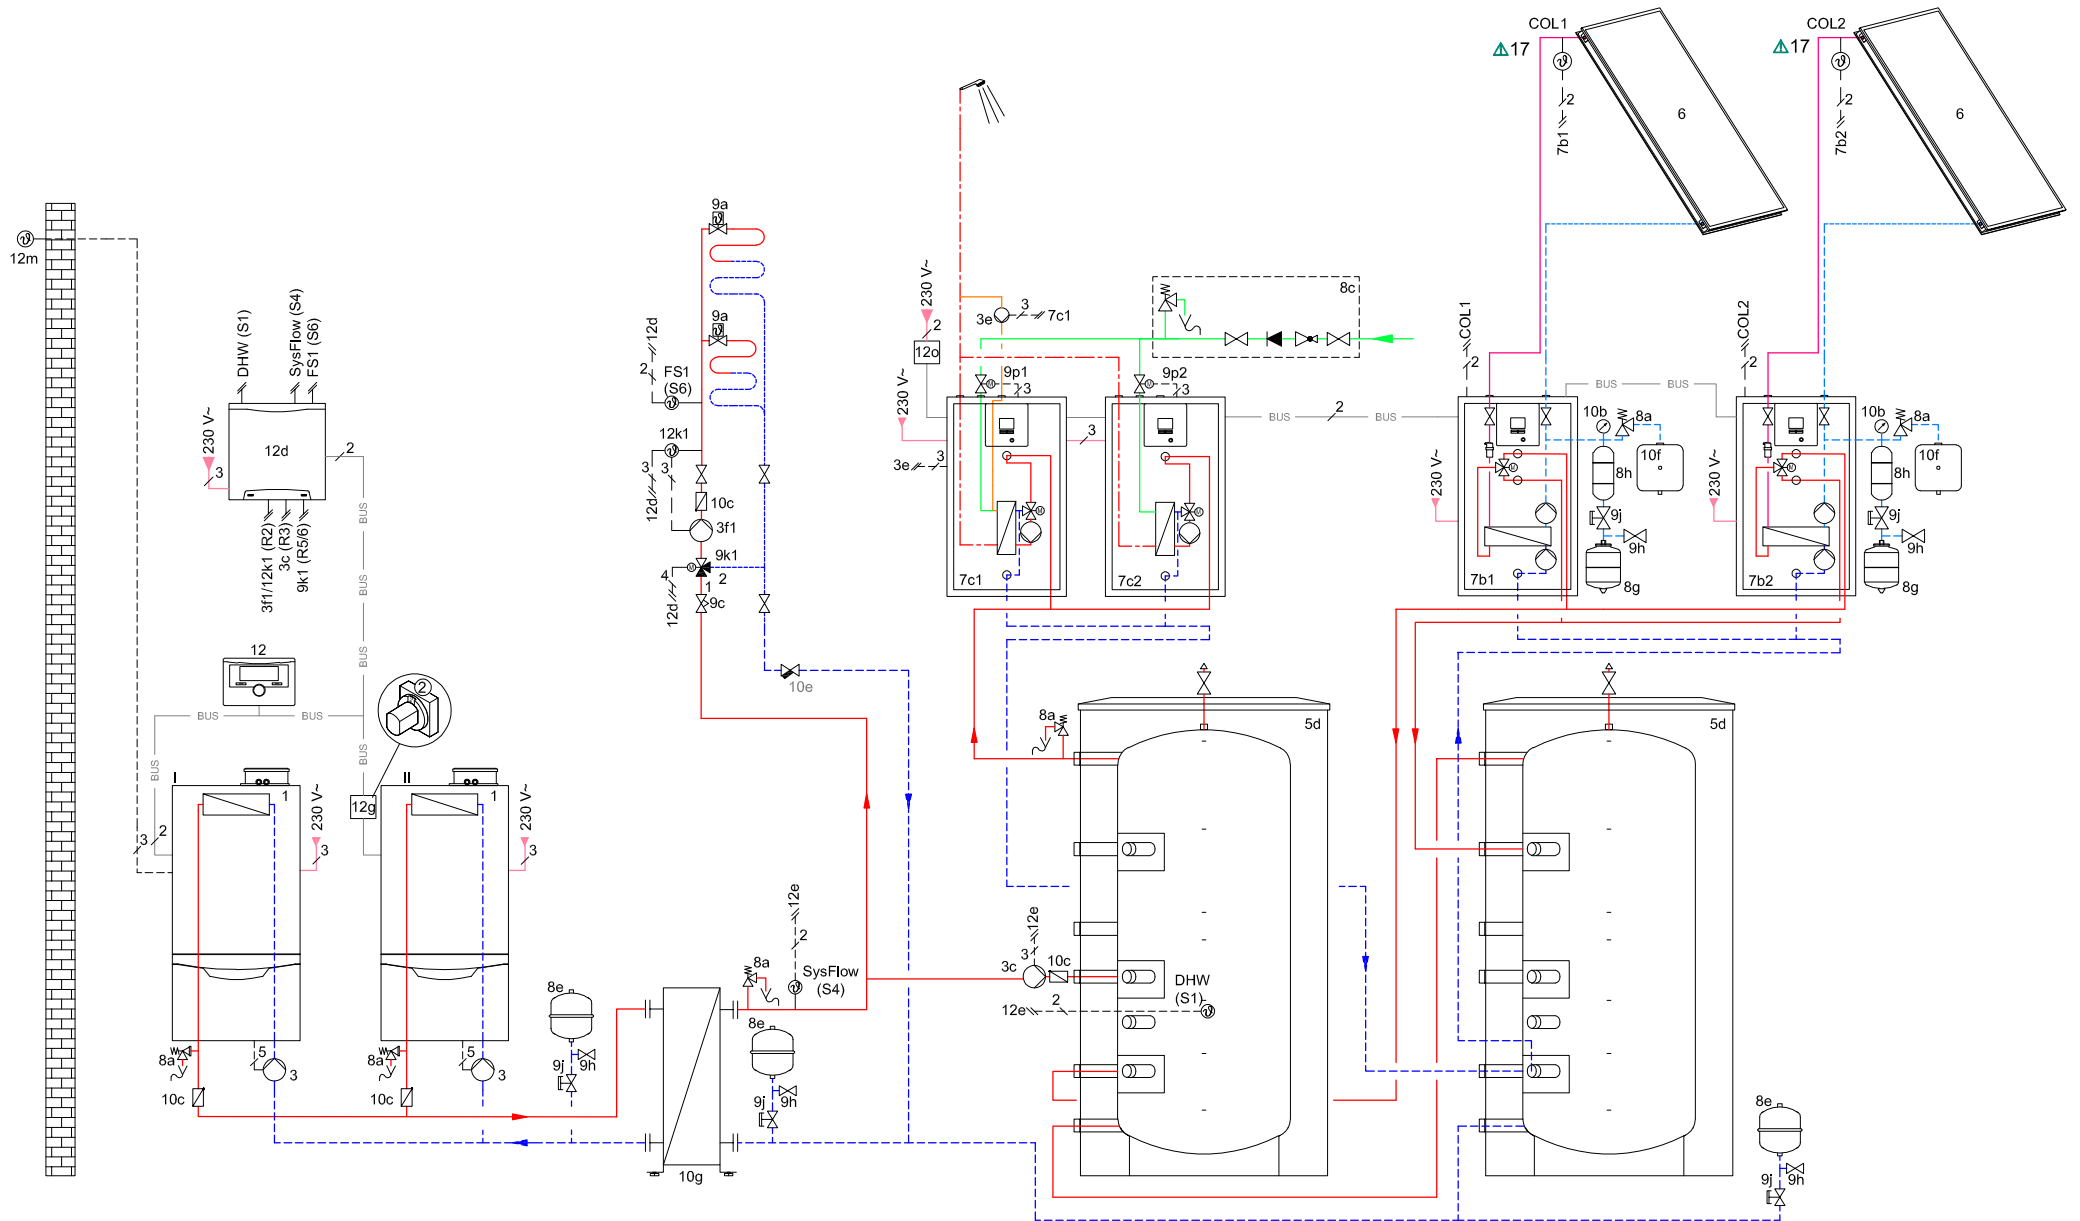 COL1
17
6
2
7b1
COL2
17
6
2
7b2
9a
12m
230 V~
3
DHW (S1)
SysFlow (S4)
FS1 (S6)
12d
2
3f1/12k1 (R2)
3c (R3)
9k1 (R5/6)
BUS
BUS
BUS
BUS
12d
2
FS1
(S6)
9a
12k1
3
3
12d
10c
3f1
9k1
4
12d
1
2
9c
10e
230 V~
2
12o
3e
3
7c1
8c
9p1
3
9p2
3
230 V~
3
3e
3
7c1
7c2
BUS
2
BUS
COL1
2
BUS
BUS
COL2
2
230 V~
7b1
10b
8a
10f
8h
9j
9h
8g
230 V~
7b2
10b
8a
10f
8h
9j
9h
8g
12
BUS
BUS
BUS
2
12g
I
1
230 V~
3
3
2
II
1
230 V~
3
8a
5
3
10c
8a
5
3
10c
8e
9j
9h
8a
12e
2
SysFlow
(S4)
8e
9j
9h
10g
8a
5d
12e
3
3c
10c
12e
2
DHW
(S1)
5d
8e
9j
9h